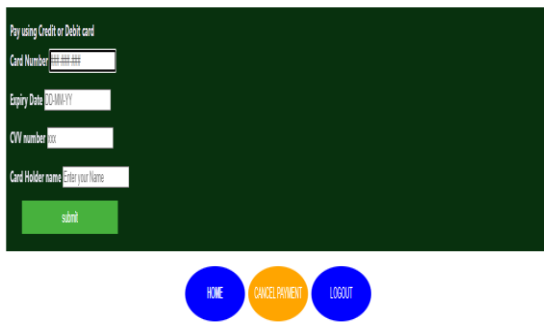 Pay using Credit or Debit card
Card Number ###-###-###
Expiry Date DD-MM-YY
CVV number xxx
Card Holder name Enter your Name
submit
HOME CANCEL PAYMENT LOGOUT